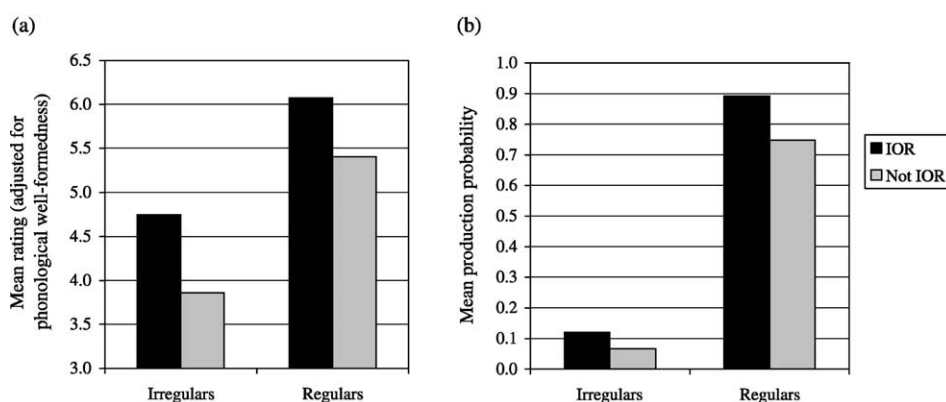 (a)
Mean rating (adjusted for
phonological well-formedness)
6.5
6.0
5.5
5.0
4.5
4.0
3.5
3.0
Irregulars Regulars
(b)
Mean production probability
1.0
0.9
0.8
0.7
0.6
0.5
0.4
0.3
0.2
0.1
0.0
Irregulars Regulars
IOR
Not IOR